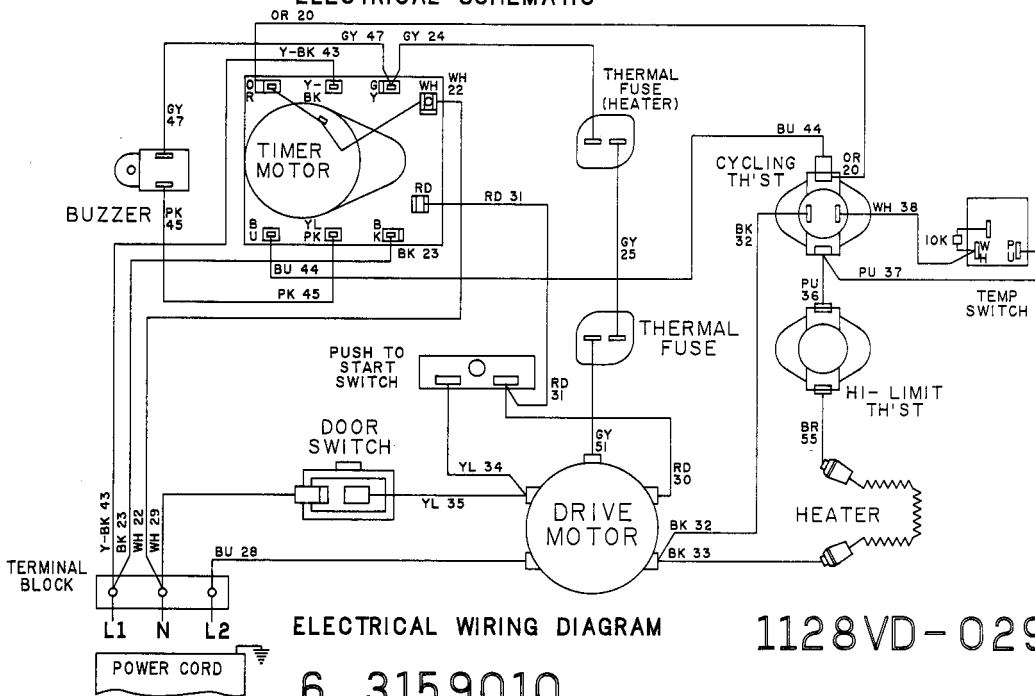 ELECTRICAL SCHEMATIC
OR 20
GY 47
GY 24
Y-BK 43
O
R
Y-
BK
G
Y
WH
WH
22
THERMAL
FUSE
(HEATER)
GY
47
BU 44
CYCLING
TH'ST
OR
20
TIMER
MOTOR
RD
RD 31
BUZZER
PK
45
B
U
YL
PK
B
K
BK 23
BU 44
PK 45
GY
25
BK
32
WH 38
10K
W
H
P
U
PU 37
PU
36
TEMP
SWITCH
THERMAL
FUSE
PUSH TO
START
SWITCH
RD
31
HI- LIMIT
TH'ST
DOOR
SWITCH
GY
51
BR
55
YL 34
RD
30
YL 35
Y-BK 43
BK 23
WH 22
WH 29
DRIVE
MOTOR
HEATER
BK 32
BK 33
BU 28
TERMINAL
BLOCK
L1
N
L2
ELECTRICAL WIRING DIAGRAM
1128VD-029
POWER CORD
6 3159010